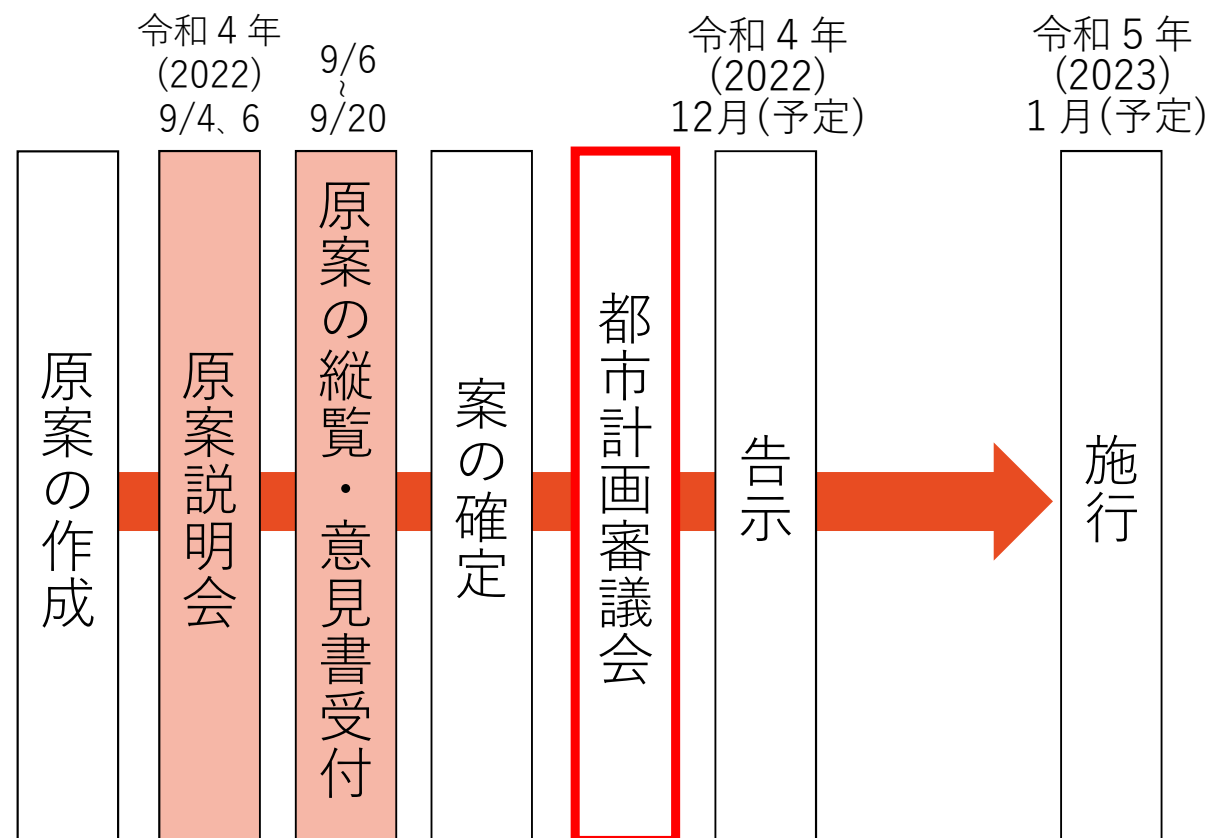 令和４年
(2022)
9/4、6
9/6
~
9/20
令和４年
(2022)
12月(予定)
令和５年
(2023)
１月(予定)
原案の作成
原案説明会
原案の縦覧・意見書受付
案の確定
都市計画審議会
告示
施行